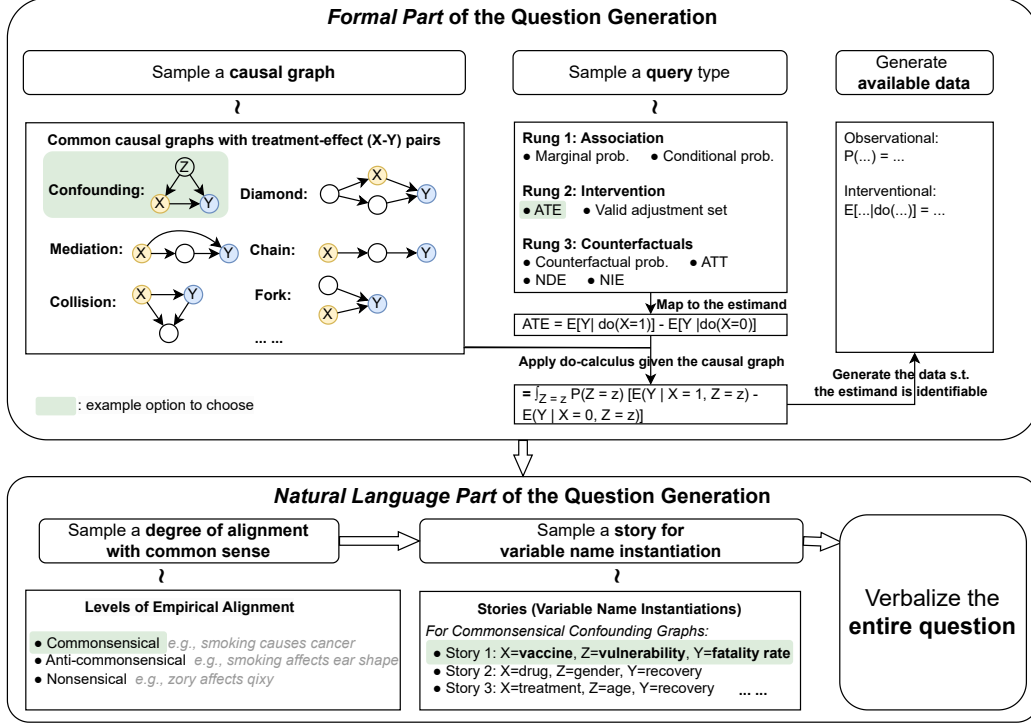 Formal Part of the Question Generation
Sample a causal graph
~
Common causal graphs with treatment-effect (X-Y) pairs
Confounding:
Z
X
Y
Diamond:
X
Y
Mediation:
X
Y
Chain:
X
Y
Collision:
X
Y
Fork:
X
Y
... ...
: example option to choose
Sample a query type
~
Rung 1: Association
● Marginal prob. ● Conditional prob.
Rung 2: Intervention
● ATE ● Valid adjustment set
Rung 3: Counterfactuals
● Counterfactual prob. ● ATT
● NDE ● NIE
Map to the estimand
ATE = E[Y| do(X=1)] - E[Y |do(X=0)]
Apply do-calculus given the causal graph
= ∫Z = z P(Z = z) [E(Y | X = 1, Z = z) -
E(Y | X = 0, Z = z)]
Generate
available data
Observational:
P(...) = ...
Interventional:
E[...|do(...)] = ...
Generate the data s.t.
the estimand is identifiable
Natural Language Part of the Question Generation
Sample a degree of alignment
with common sense
~
Levels of Empirical Alignment
● Commonsensical e.g., smoking causes cancer
● Anti-commonsensical e.g., smoking affects ear shape
● Nonsensical e.g., zory affects qixy
Sample a story for
variable name instantiation
~
Stories (Variable Name Instantiations)
For Commonsensical Confounding Graphs:
● Story 1: X=vaccine, Z=vulnerability, Y=fatality rate
● Story 2: X=drug, Z=gender, Y=recovery
● Story 3: X=treatment, Z=age, Y=recovery ... ...
Verbalize the
entire question